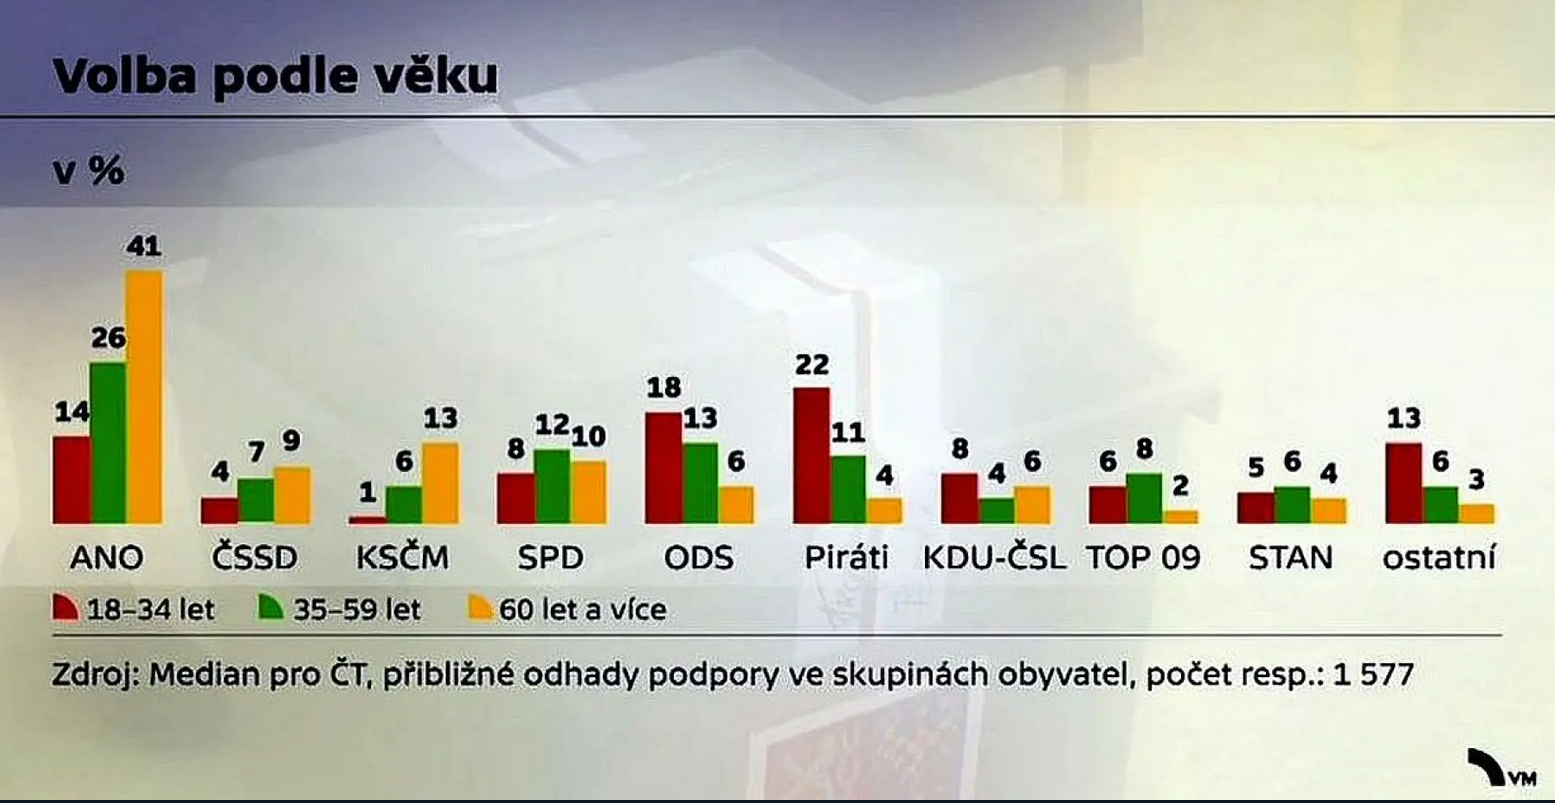 Volba podle věku
v %
14 26 41
4 7 9
1 6 13
8 12 10
18 13 6
22 11 4
8 4 6
6 8 2
5 6 4
13 6 3
ANO ČSSD KSČM SPD ODS Piráti KDU-ČSL TOP 09 STAN ostatní
18–34 let 35–59 let 60 let a více
Zdroj: Median pro ČT, přibližné odhady podpory ve skupinách obyvatel, počet resp.: 1 577
VM